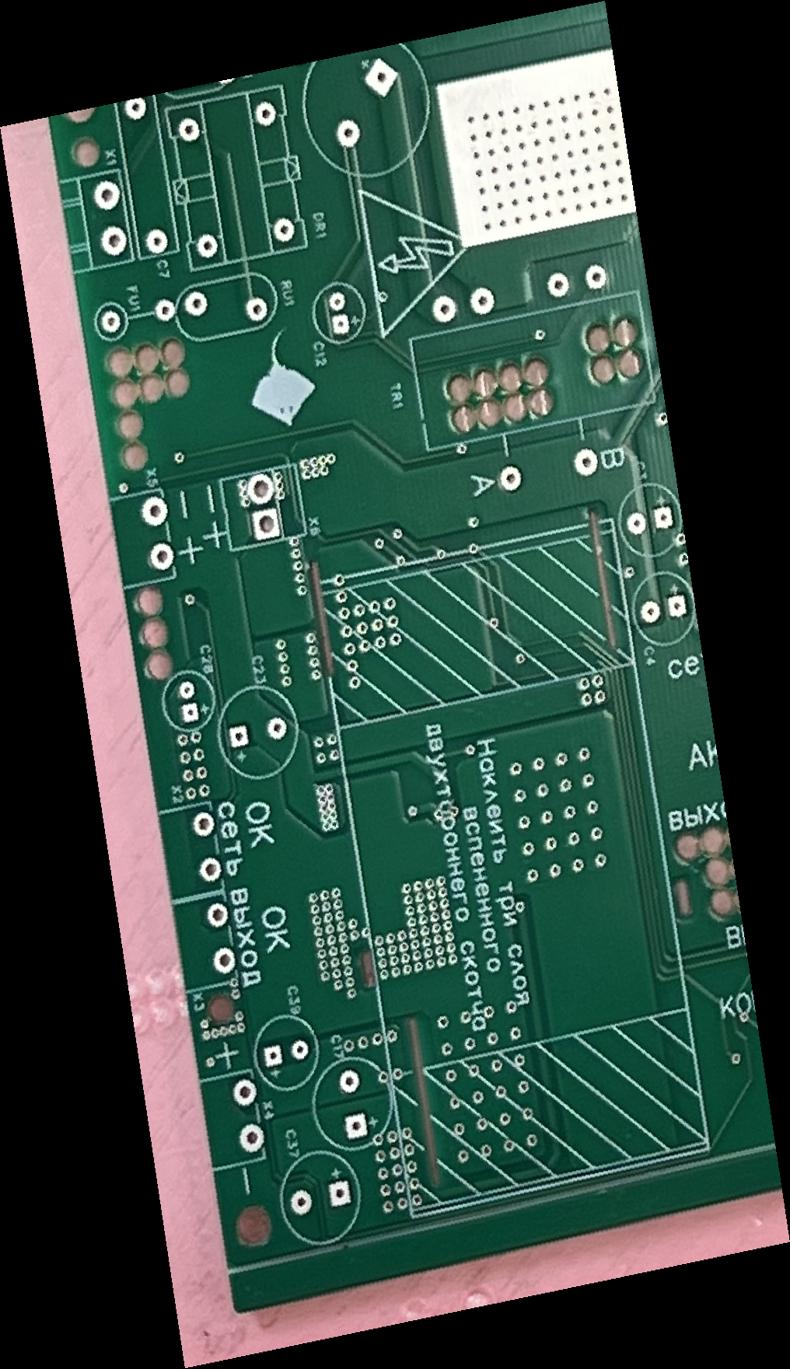 X1
C7
DR1
FU1
RU1
C12
TR1
A
B
X5
− +
− +
X6
C4
C28
C23
X2
OK
сеть
OK
выход
Наклеить три слоя
вспененного
двухстороннего скотча
X3
+
C39
C17
X4
C37
−